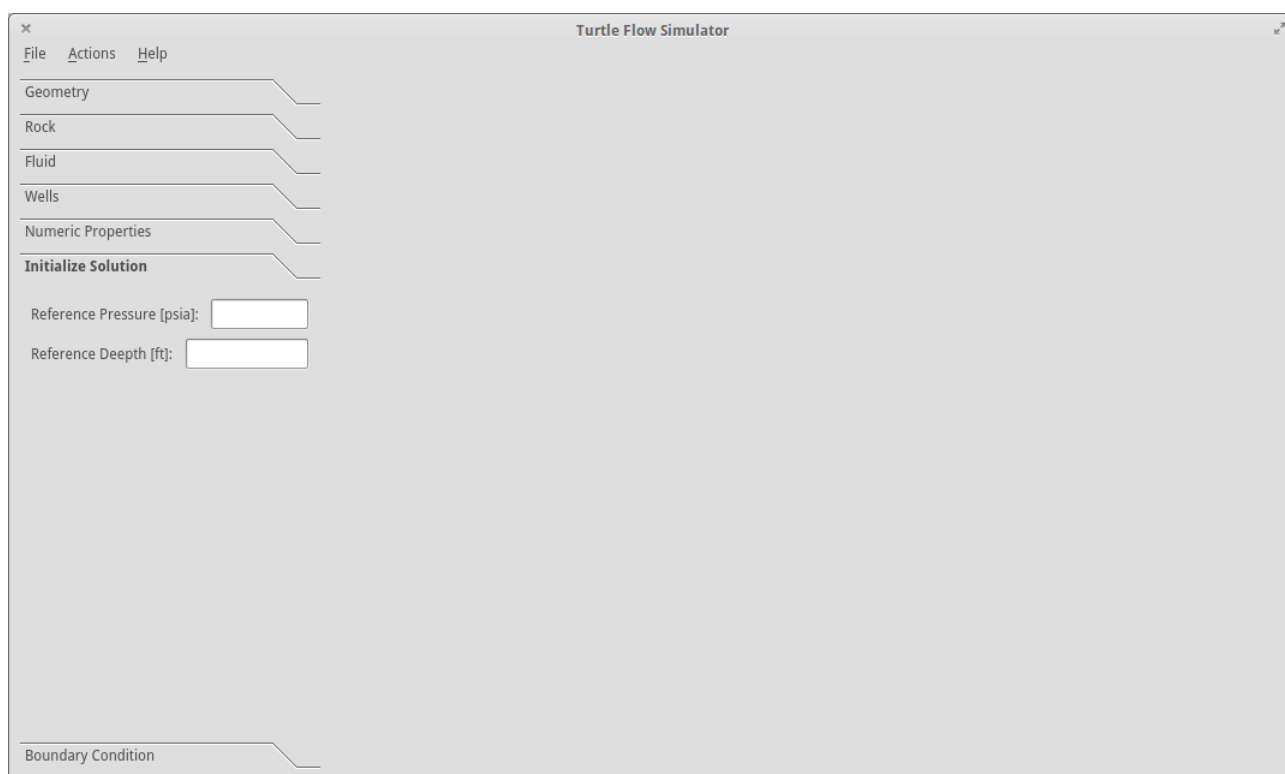 Turtle Flow Simulator
File Actions Help
Geometry
Rock
Fluid
Wells
Numeric Properties
Initialize Solution
Reference Pressure [psia]:
Reference Deepth [ft]:
Boundary Condition